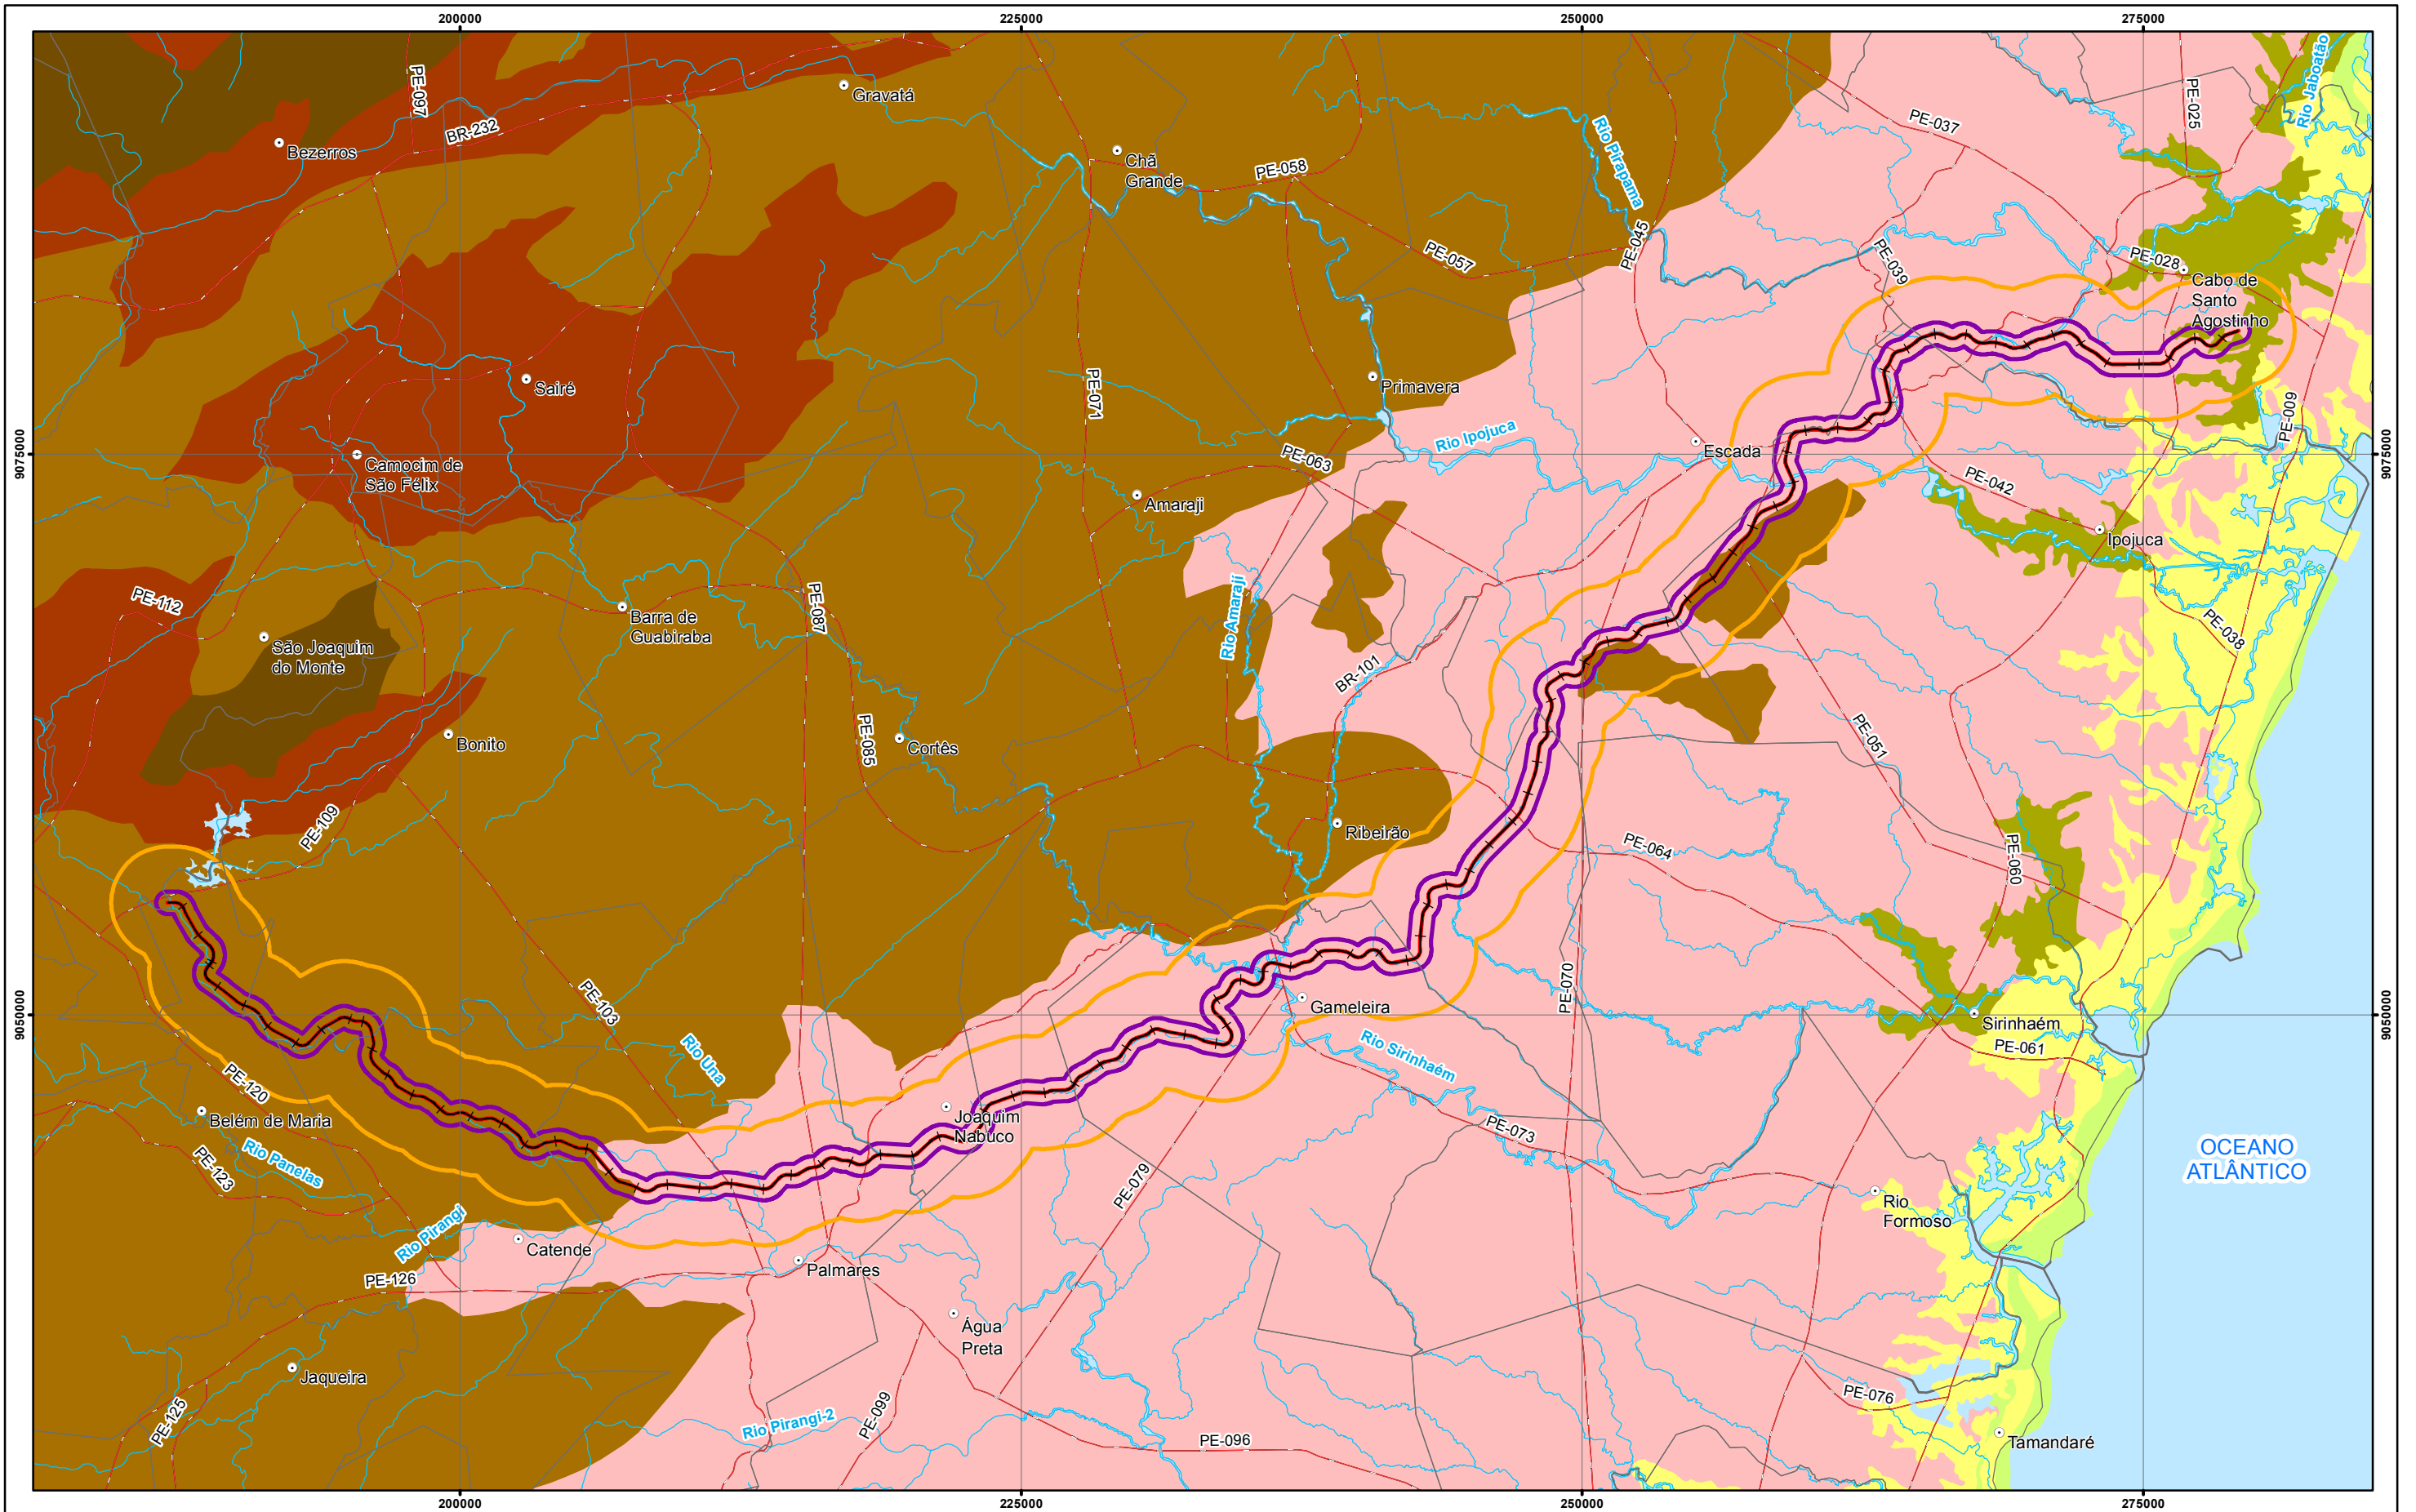 200000
225000
250000
275000
Rio Jaboatão
PE-097
PE-025
Gravatá
BR-232
PE-037
Bezerros
Chã
Grande
PE-058
Rio Pirapama
PE-045
PE-057
PE-039
PE-028
Cabo de
Santo
Agostinho
Sairé
PE-071
Primavera
PE-009
9075000
Rio Ipojuca
Escada
9075000
PE-063
Camocim de
São Félix
PE-042
Amaraji
Ipojuca
PE-112
PE-087
Rio Amaraji
Barra de
Guabiraba
PE-038
São Joaquim
do Monte
BR-101
Bonito
PE-085
Cortês
PE-051
PE-109
Ribeirão
PE-064
PE-060
PE-103
PE-070
Gameleira
9050000
9050000
Sirinhaém
Rio Una
Rio Sirinhaém
PE-061
PE-120
Belém de Maria
Joaquim
Nabuco
PE-073
Rio Panelas
PE-123
PE-079
OCEANO
ATLÂNTICO
Rio Pirangi
Rio
Formoso
Catende
Palmares
PE-126
Água
Preta
Jaqueira
PE-125
Rio Pirangi-2
PE-099
PE-096
PE-076
Tamandaré
200000
225000
250000
275000